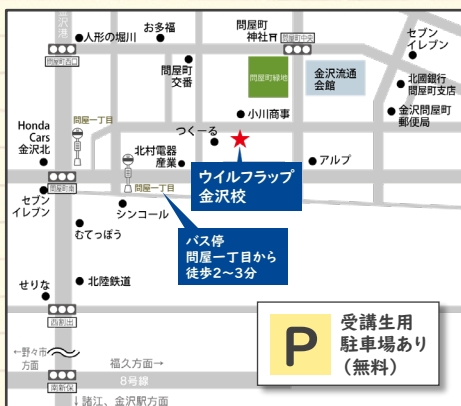 金沢港
人形の堀川
お多福
問屋町
神社
問屋町中央
セブン
イレブン
問屋町西口
問屋町
交番
問屋町緑地
金沢流通
会館
北國銀行
問屋町支店
金沢問屋町
郵便局
小川商事
問屋一丁目
つくーる
Honda
Cars
金沢北
北村電器
産業
アルプ
ウイルフラップ
金沢校
問屋町南
問屋一丁目
セブン
イレブン
シンコール
むてっぽう
バス停
問屋一丁目から
徒歩2～3分
せりな
北陸鉄道
西割出
P
受講生用
駐車場あり
（無料）
←野々市
方面
福久方面→
8号線
南新保
↓諸江、金沢駅方面